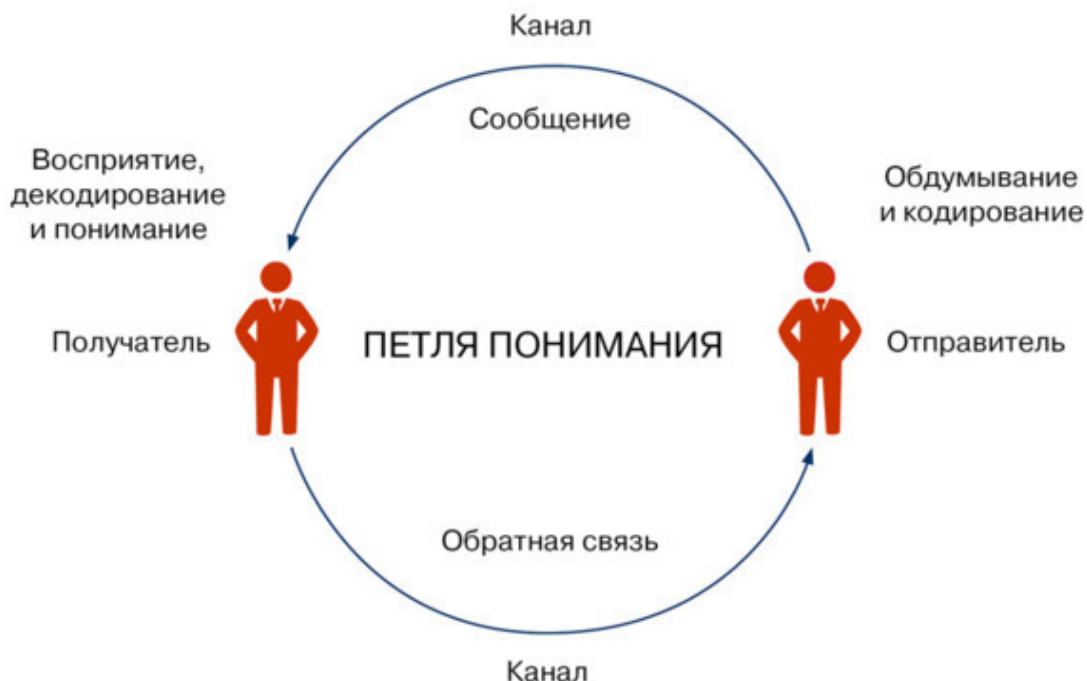 Канал
Сообщение
Восприятие,
декодирование
и понимание
Обдумывание
и кодирование
Получатель
ПЕТЛЯ ПОНИМАНИЯ
Отправитель
Обратная связь
Канал